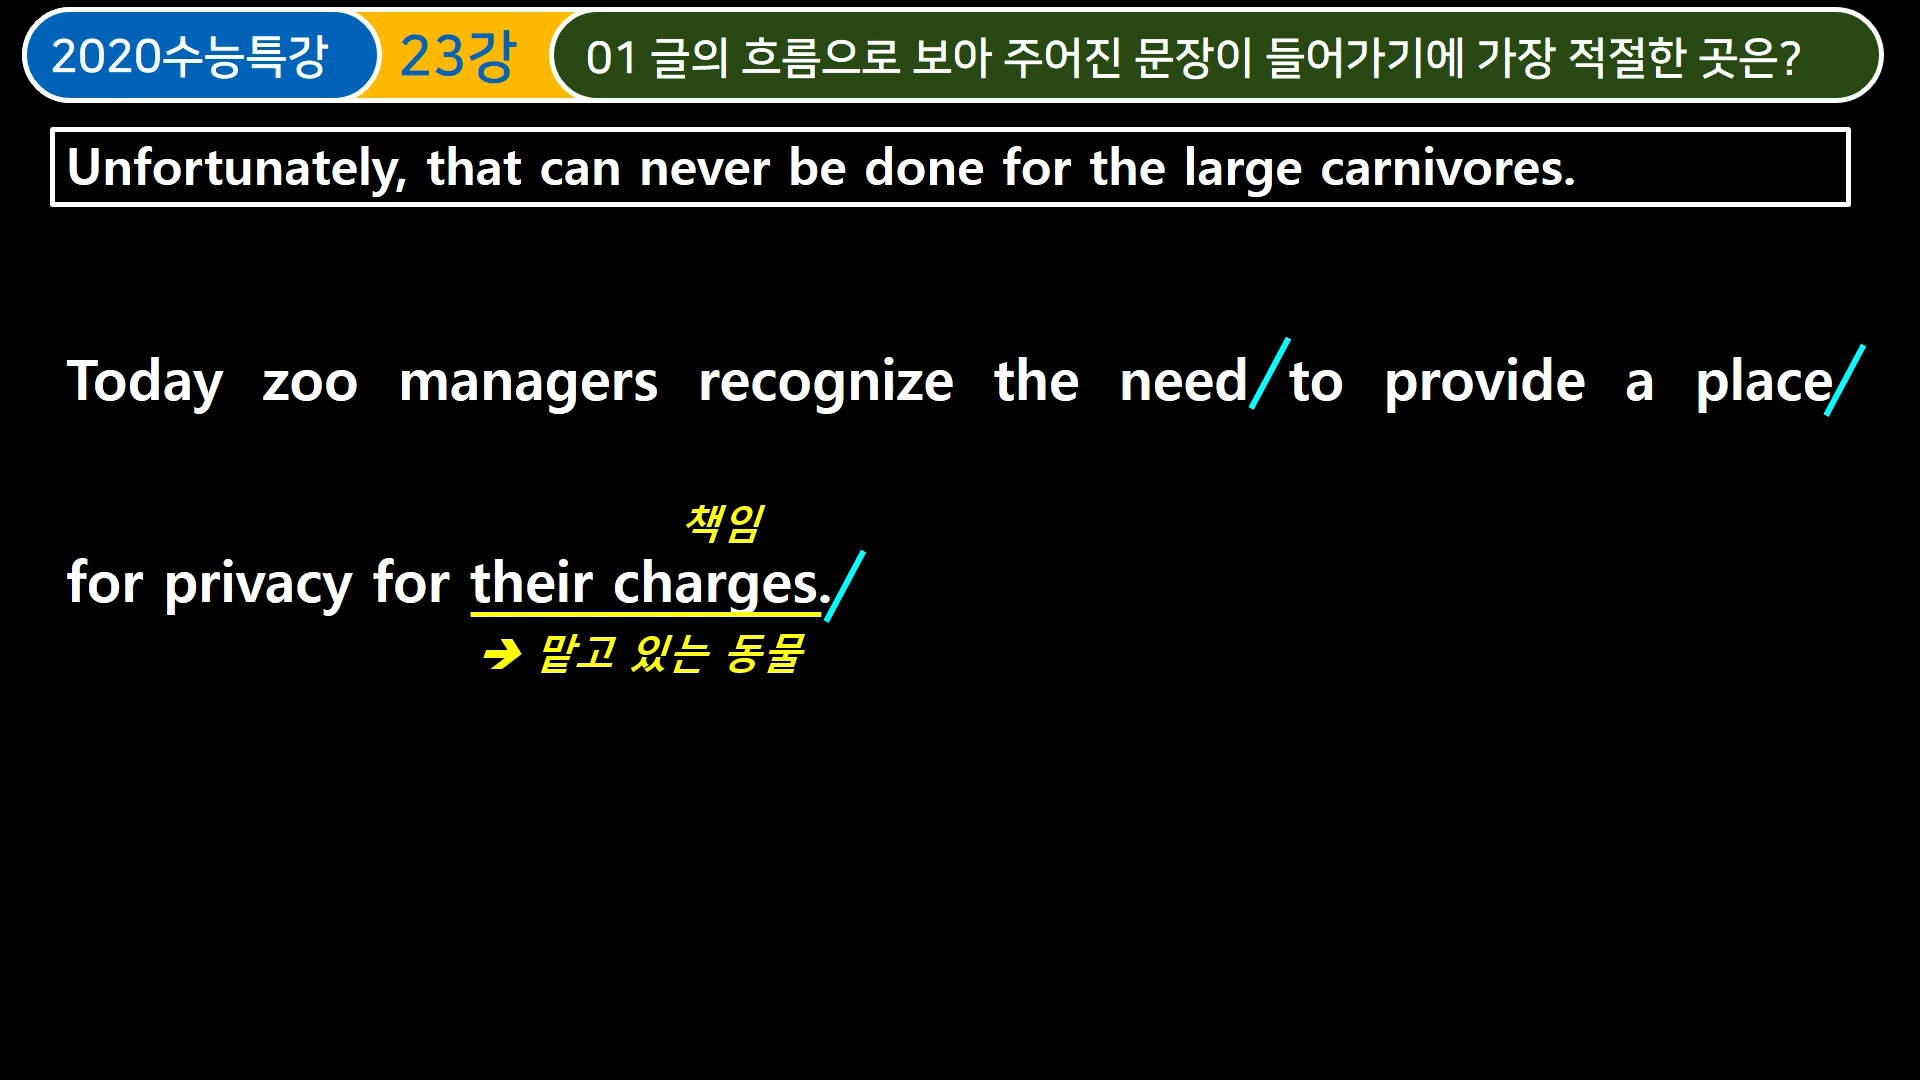 2020수능특강 23강 01 글의 흐름으로 보아 주어진 문장이 들어가기에 가장 적절한 곳은?
Unfortunately, that can never be done for the large carnivores.
Today zoo managers recognize the need / to provide a place /
책임
for privacy for their charges. /
➔ 맡고 있는 동물